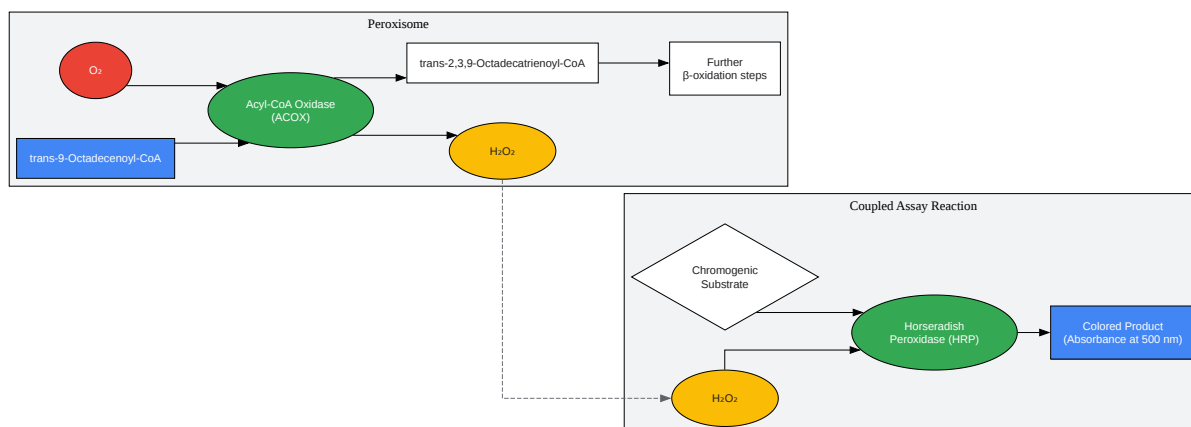 Peroxisome
O₂
trans-2,3,9-Octadecatrienoyl-CoA
Further
β-oxidation steps
Acyl-CoA Oxidase
(ACOX)
trans-9-Octadecenoyl-CoA
H₂O₂
Coupled Assay Reaction
Chromogenic
Substrate
Horseradish
Peroxidase (HRP)
Colored Product
(Absorbance at 500 nm)
H₂O₂